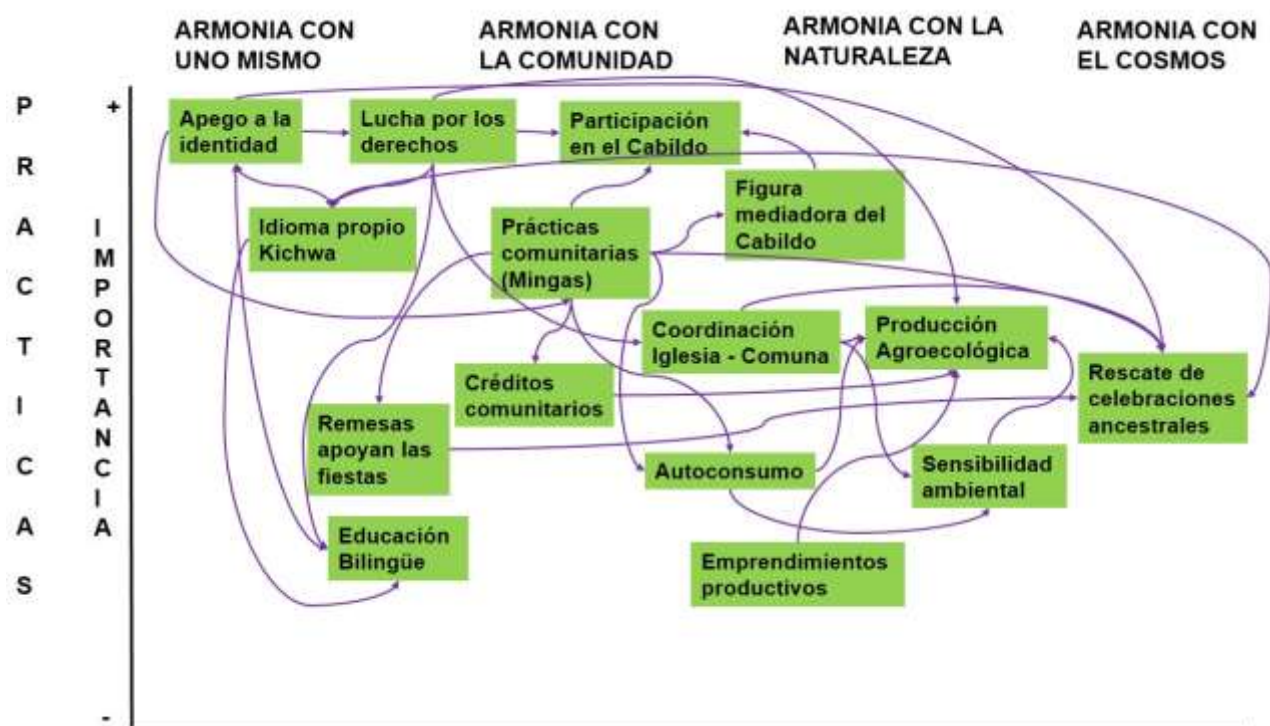 ARMONIA CON
UNO MISMO
ARMONIA CON
LA COMUNIDAD
ARMONIA CON LA
NATURALEZA
ARMONIA CON
EL COSMOS
PRACTICAS
IMPORTANCIA
+
-
Apego a la
identidad
Lucha por los
derechos
Participación
en el Cabildo
Figura
mediadora del
Cabildo
Idioma propio
Kichwa
Prácticas
comunitarias
(Mingas)
Coordinación
Iglesia - Comuna
Producción
Agroecológica
Créditos
comunitarios
Rescate de
celebraciones
ancestrales
Remesas
apoyan las
fiestas
Autoconsumo
Sensibilidad
ambiental
Educación
Bilingüe
Emprendimientos
productivos